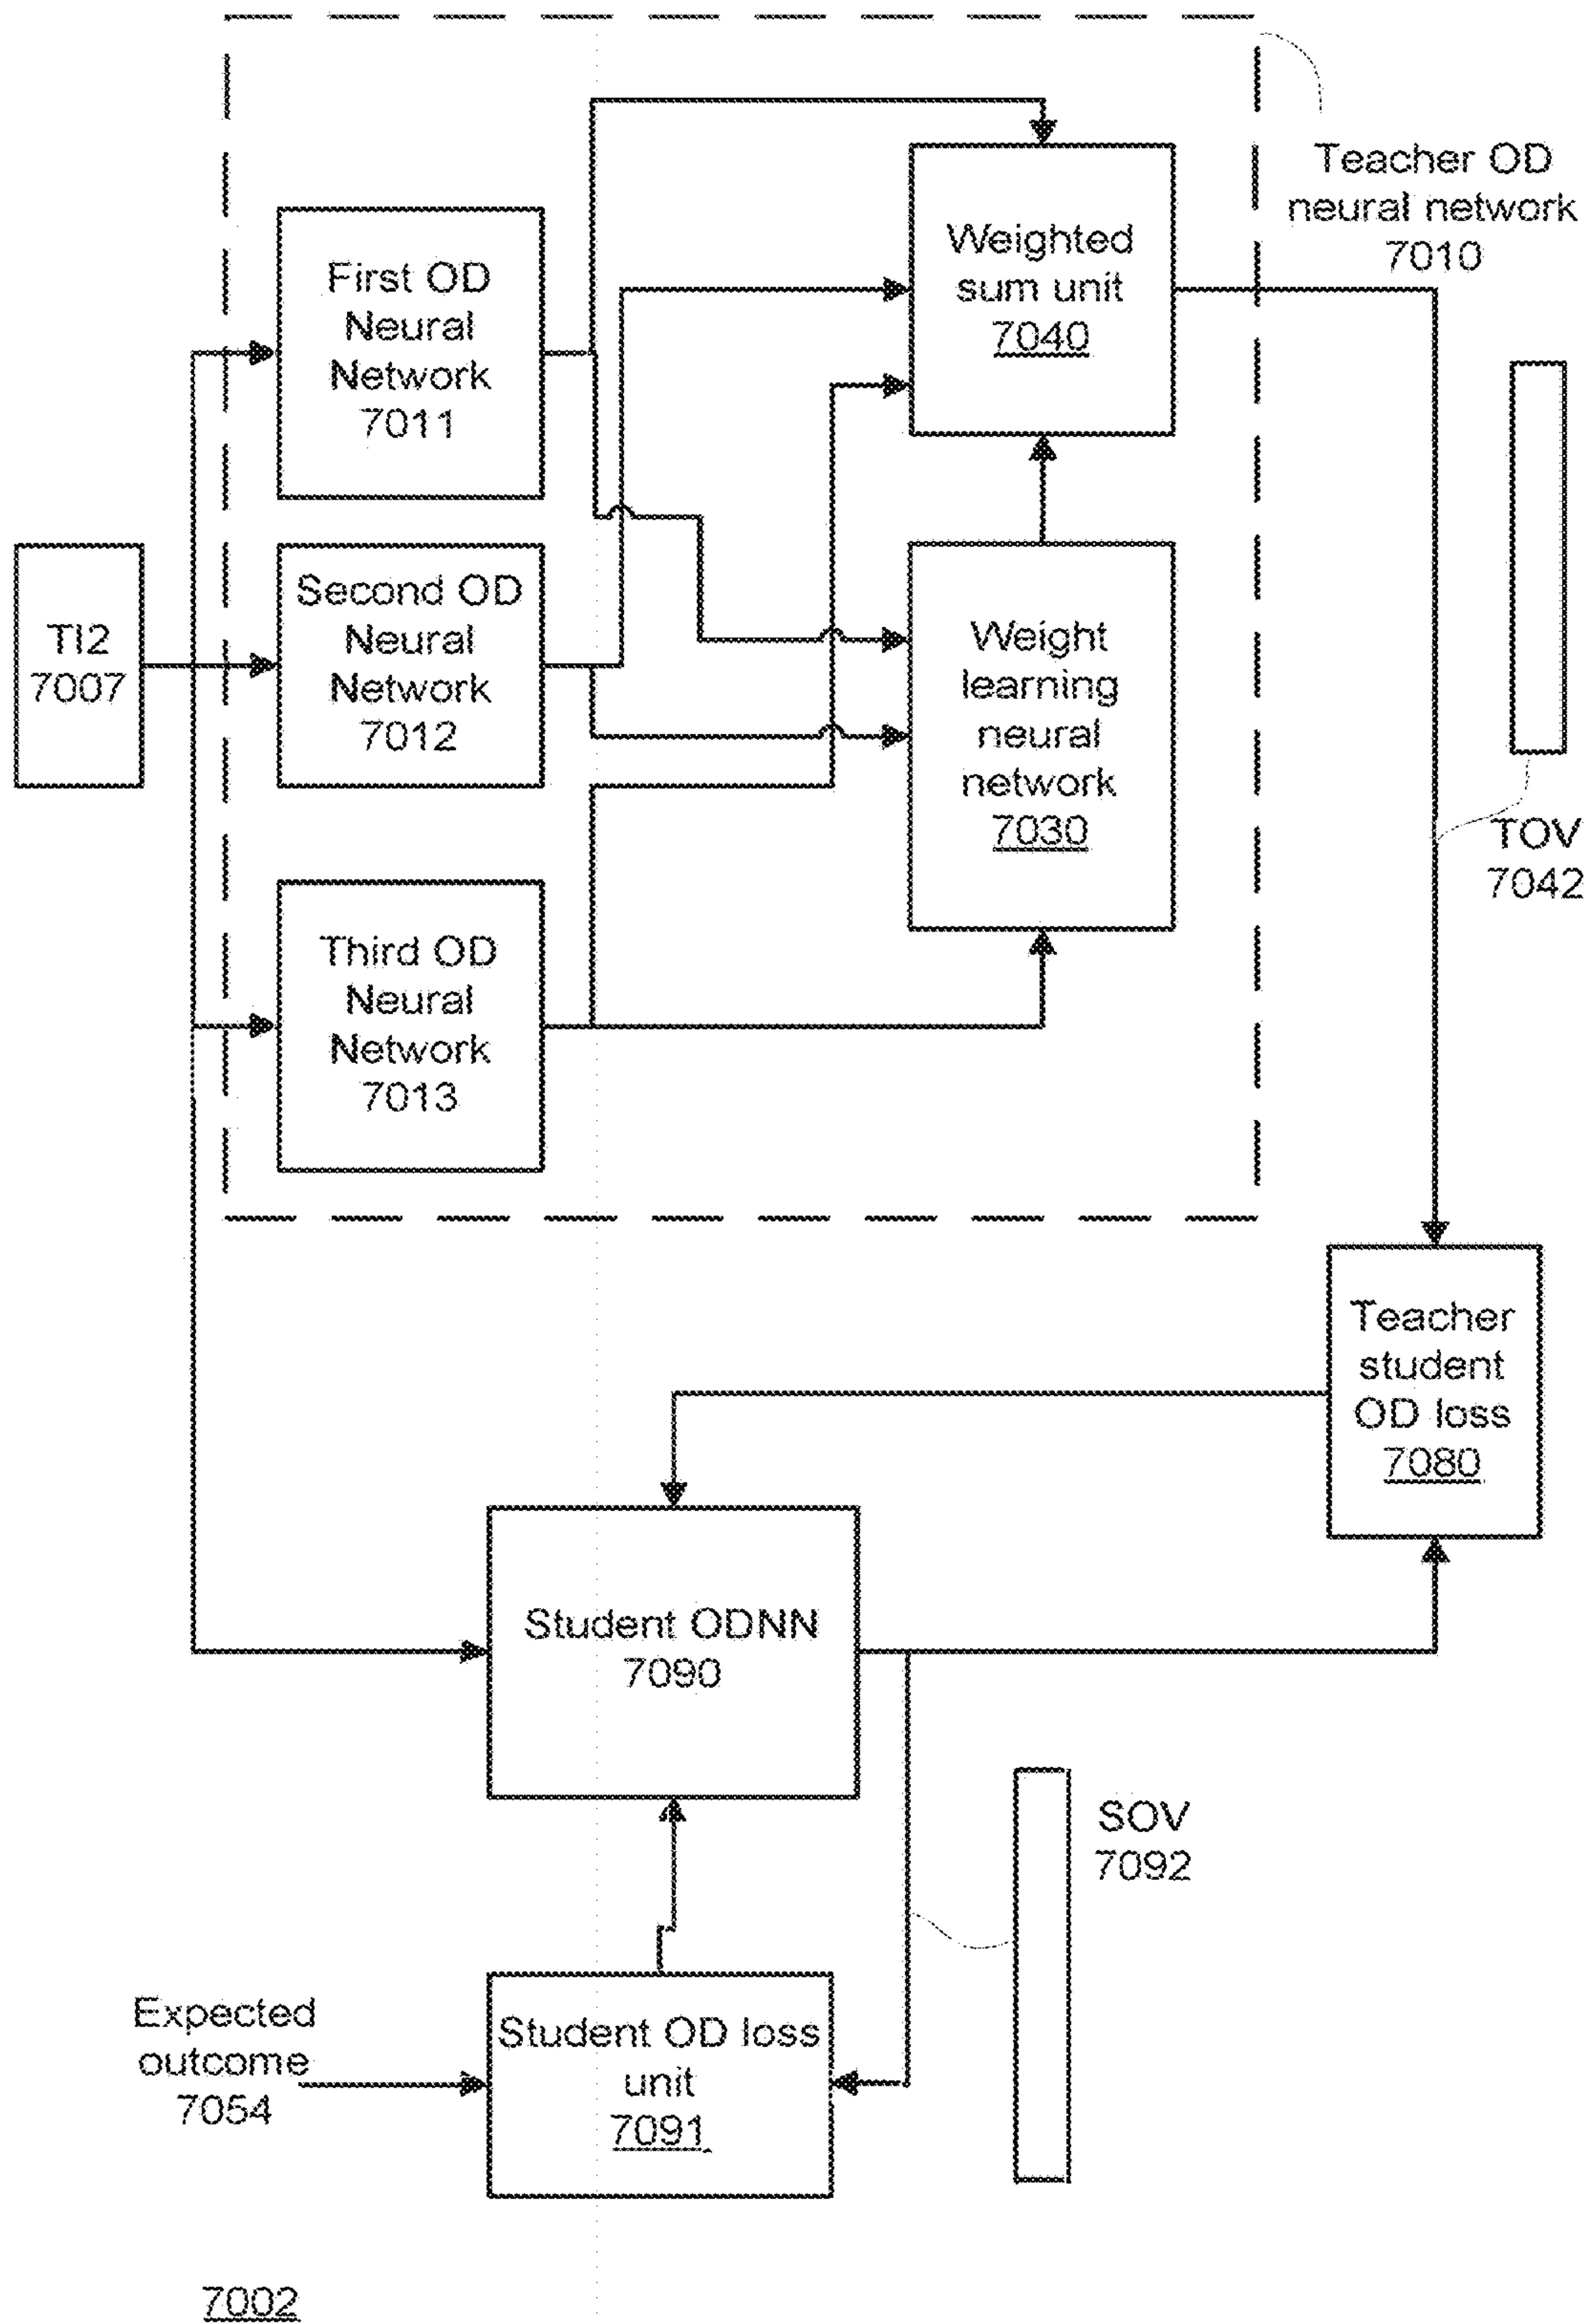 Teacher OD
neural network
7010
Weighted
sum unit
7040
First OD
Neural
Network
7011
TI2
7007
Second OD
Neural
Network
7012
Weight
learning
neural
network
7030
TOV
7042
Third OD
Neural
Network
7013
Teacher
student
OD loss
7080
Student ODNN
7090
SOV
7092
Expected
outcome
7054
Student OD loss
unit
7091
7002